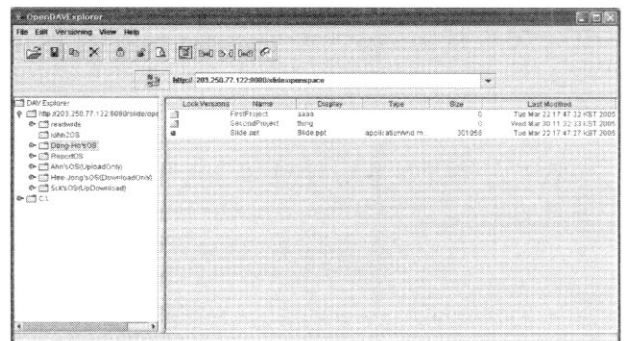 OpenDAVExplorer
File Edit Versioning View Help
http:// 203.250.77.122:8080/slide/openspace
DAV Explorer
http://203.250.77.122:8080/slide/ope
readwrite
John2OS
Dong-Ho'sOS
ReportOS
Ahn'sOS(UploadOnly)
Hee-Jong'sOS(DownloadOnly)
Suk'sOS(UpDownload)
C:\
Lock Versions Name Display Type Size Last Modified
FirstProject aaaa 0 Tue Mar 22 17:47:32 KST 2005
SecondProject thing 0 Wed Mar 30 11:32:33 KST 2005
Slide.ppt Slide.ppt application/vnd.m... 301056 Tue Mar 22 17:47:27 KST 2005